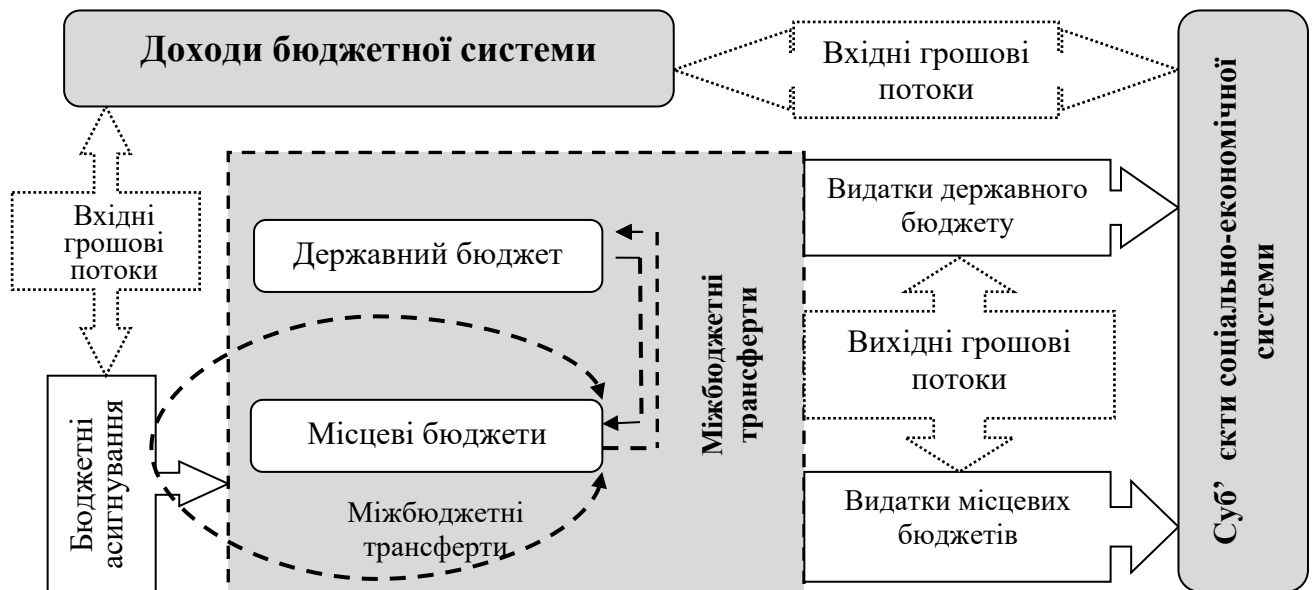 Доходи бюджетної системи
Вхідні грошові
потоки
Суб’ єкти соціально-економічної
системи
Вхідні
грошові
потоки
Державний бюджет
Міжбюджетні
трансферти
Видатки державного
бюджету
Вихідні грошові
потоки
Бюджетні
асигнування
Місцеві бюджети
Міжбюджетні
трансферти
Видатки місцевих
бюджетів